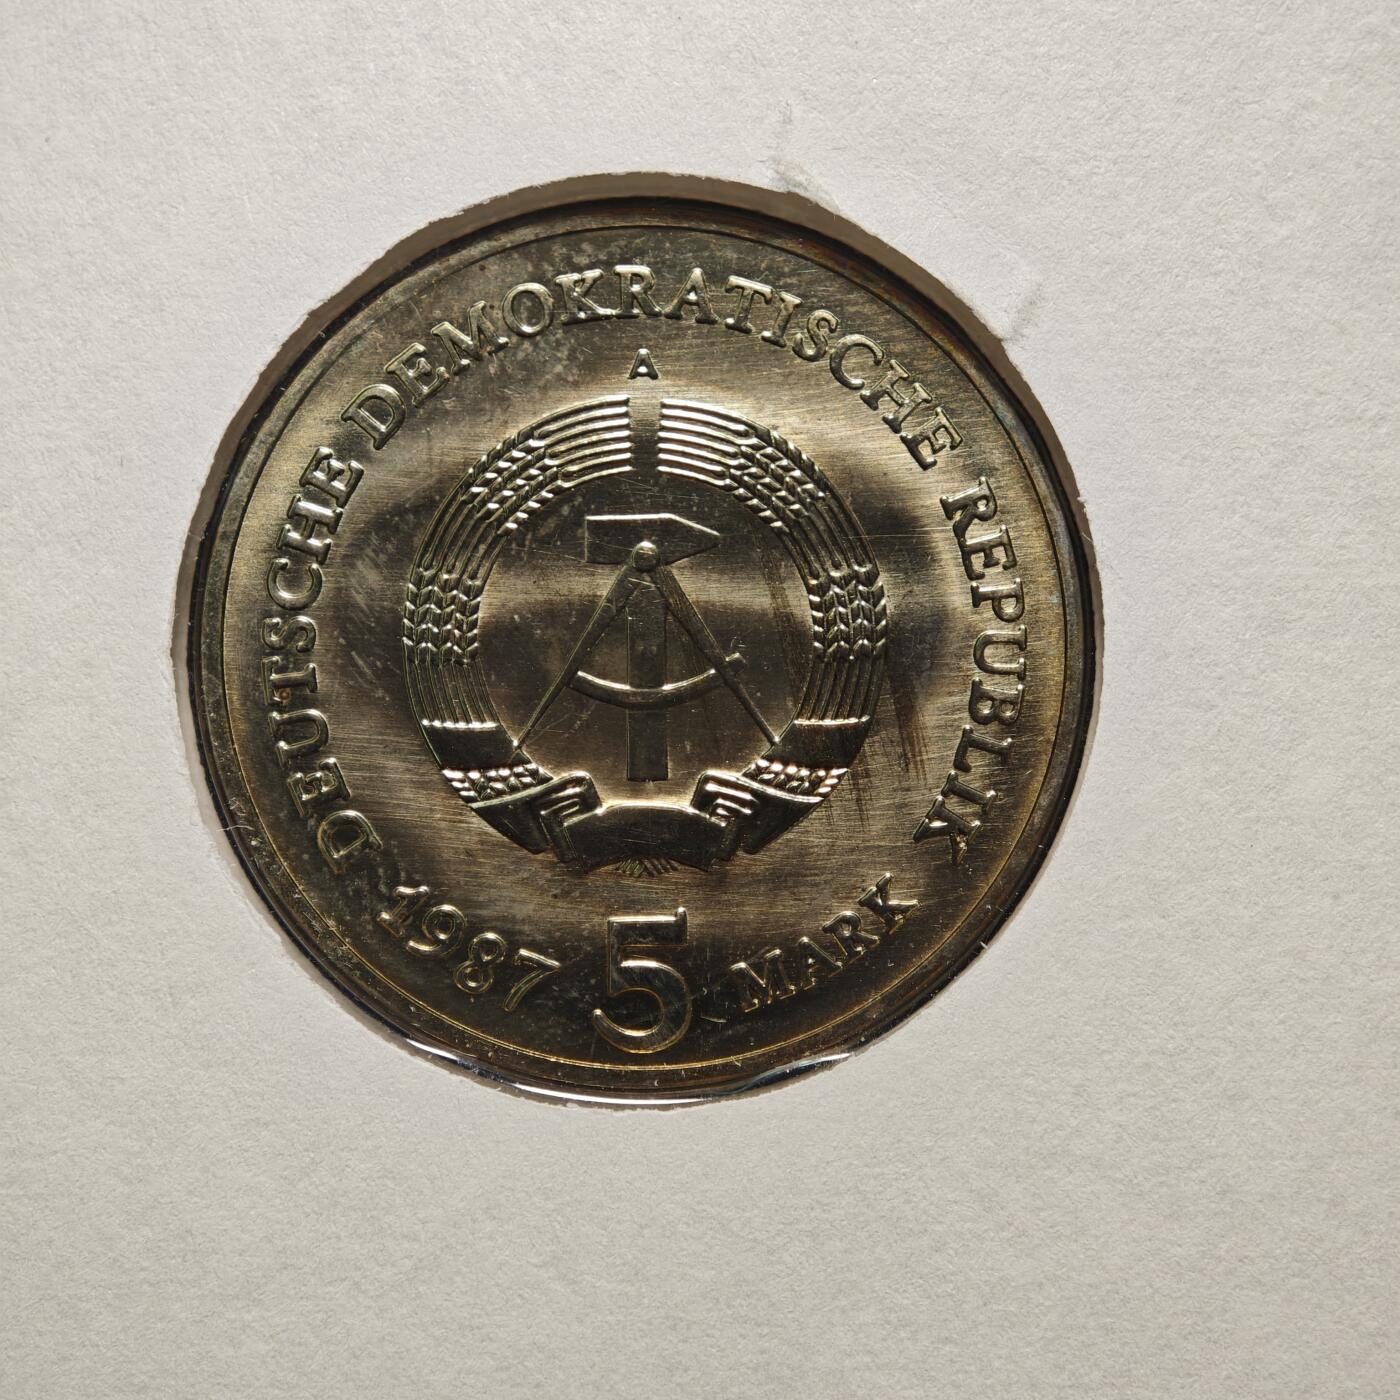 DEUTSCHE DEMOKRATISCHE REPUBLIK
A
1987 5 MARK